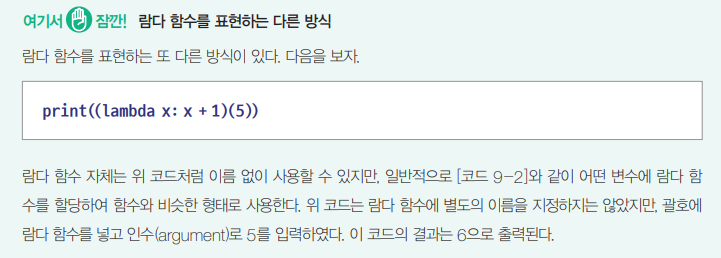 여기서 잠깐! 람다 함수를 표현하는 다른 방식
람다 함수를 표현하는 또 다른 방식이 있다. 다음을 보자.
print((lambda x: x + 1)(5))
람다 함수 자체는 위 코드처럼 이름 없이 사용할 수 있지만, 일반적으로 [코드 9-2]와 같이 어떤 변수에 람다 함
수를 할당하여 함수와 비슷한 형태로 사용한다. 위 코드는 람다 함수에 별도의 이름을 지정하지는 않았지만, 괄호에
람다 함수를 넣고 인수(argument)로 5를 입력하였다. 이 코드의 결과는 6으로 출력된다.